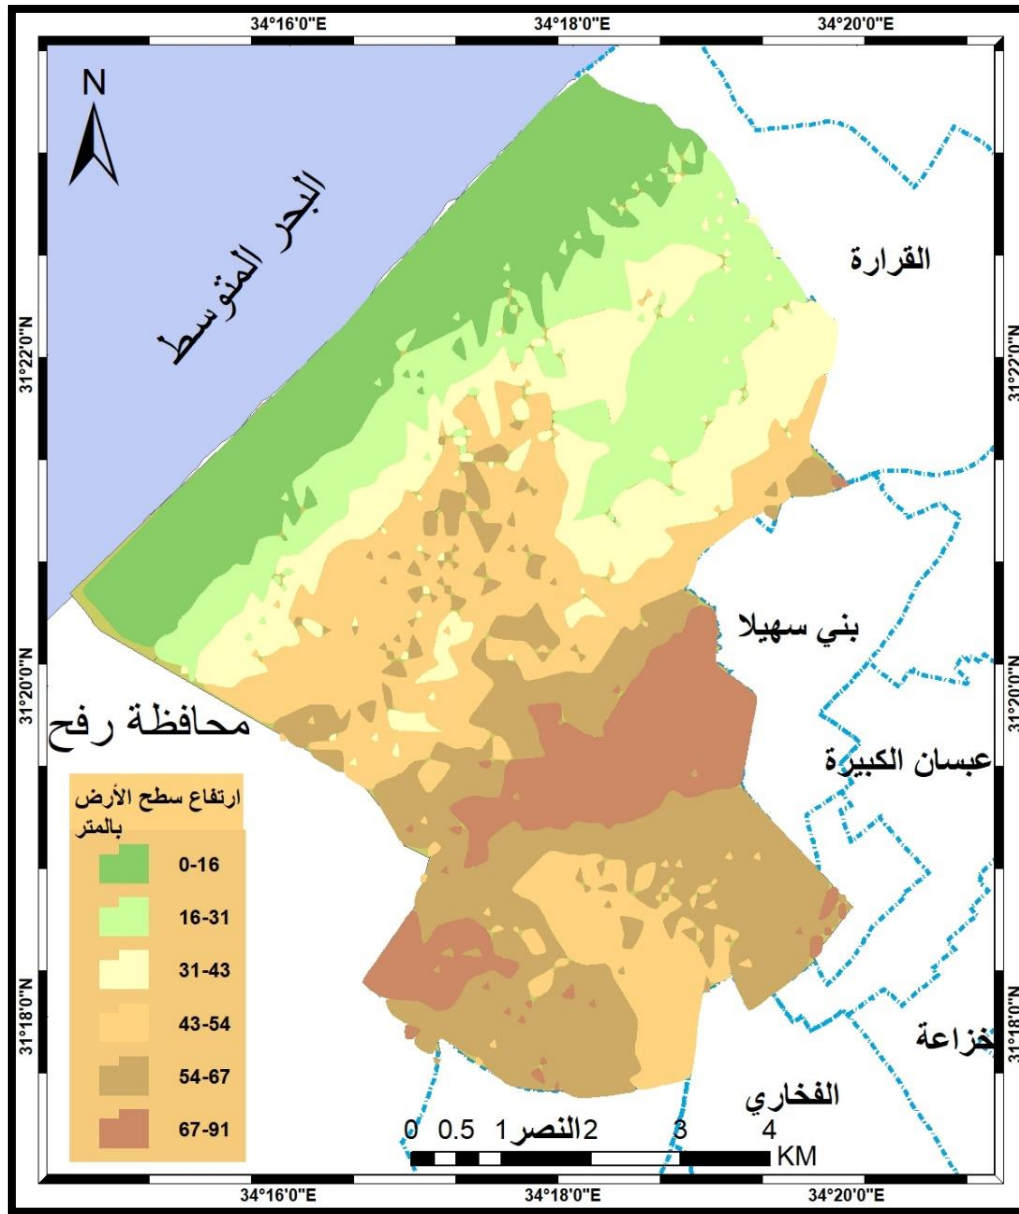 34°16'0"E 34°18'0"E 34°20'0"E
N
البحر المتوسط
القرارة
31°22'0"N 31°22'0"N
بني سهيلا
31°20'0"N 31°20'0"N
محافظة رفح
عبسان الكبيرة
ارتفاع سطح الأرض
بالمتر
0-16
16-31
31-43
43-54
54-67
67-91
31°18'0"N 31°18'0"N
خزاعة
الفخاري
النصر
0 0.5 1 2 3 4
KM
34°16'0"E 34°18'0"E 34°20'0"E